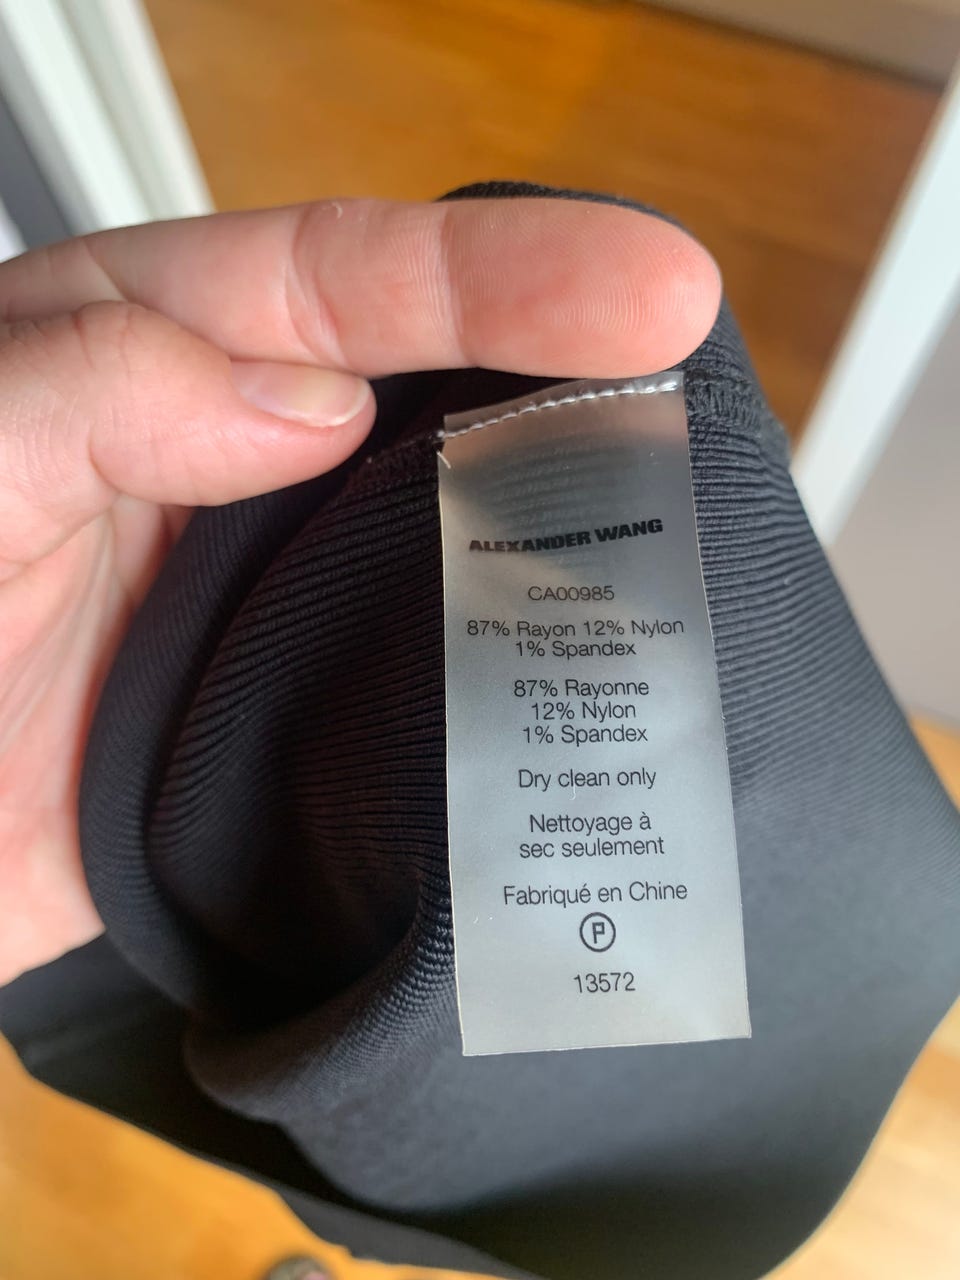 ALEXANDER WANG
CA00985
87% Rayon 12% Nylon
1% Spandex
87% Rayonne
12% Nylon
1% Spandex
Dry clean only
Nettoyage à
sec seulement
Fabriqué en Chine
P
13572